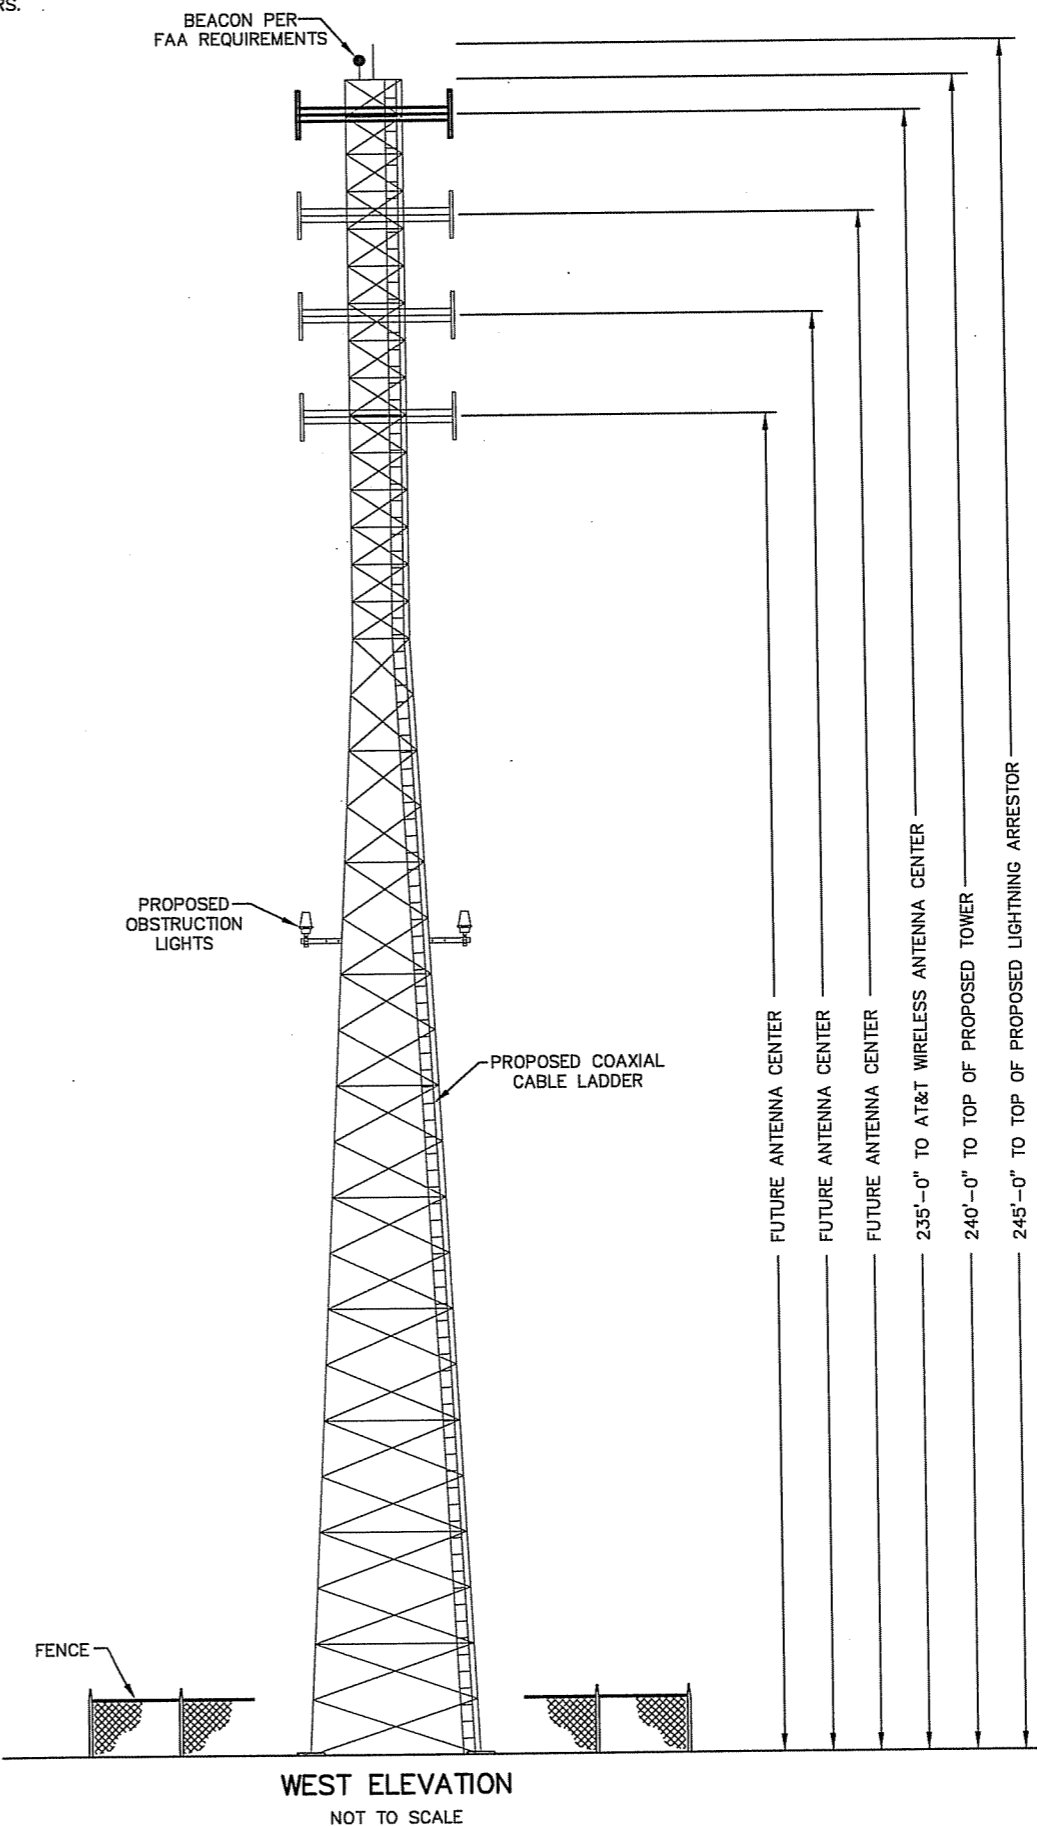 RS.
BEACON PER
FAA REQUIREMENTS
PROPOSED
OBSTRUCTION
LIGHTS
PROPOSED COAXIAL
CABLE LADDER
FUTURE ANTENNA CENTER
FUTURE ANTENNA CENTER
FUTURE ANTENNA CENTER
235'-0" TO AT&T WIRELESS ANTENNA CENTER
240'-0" TO TOP OF PROPOSED TOWER
245'-0" TO TOP OF PROPOSED LIGHTNING ARRESTOR
FENCE
WEST ELEVATION
NOT TO SCALE